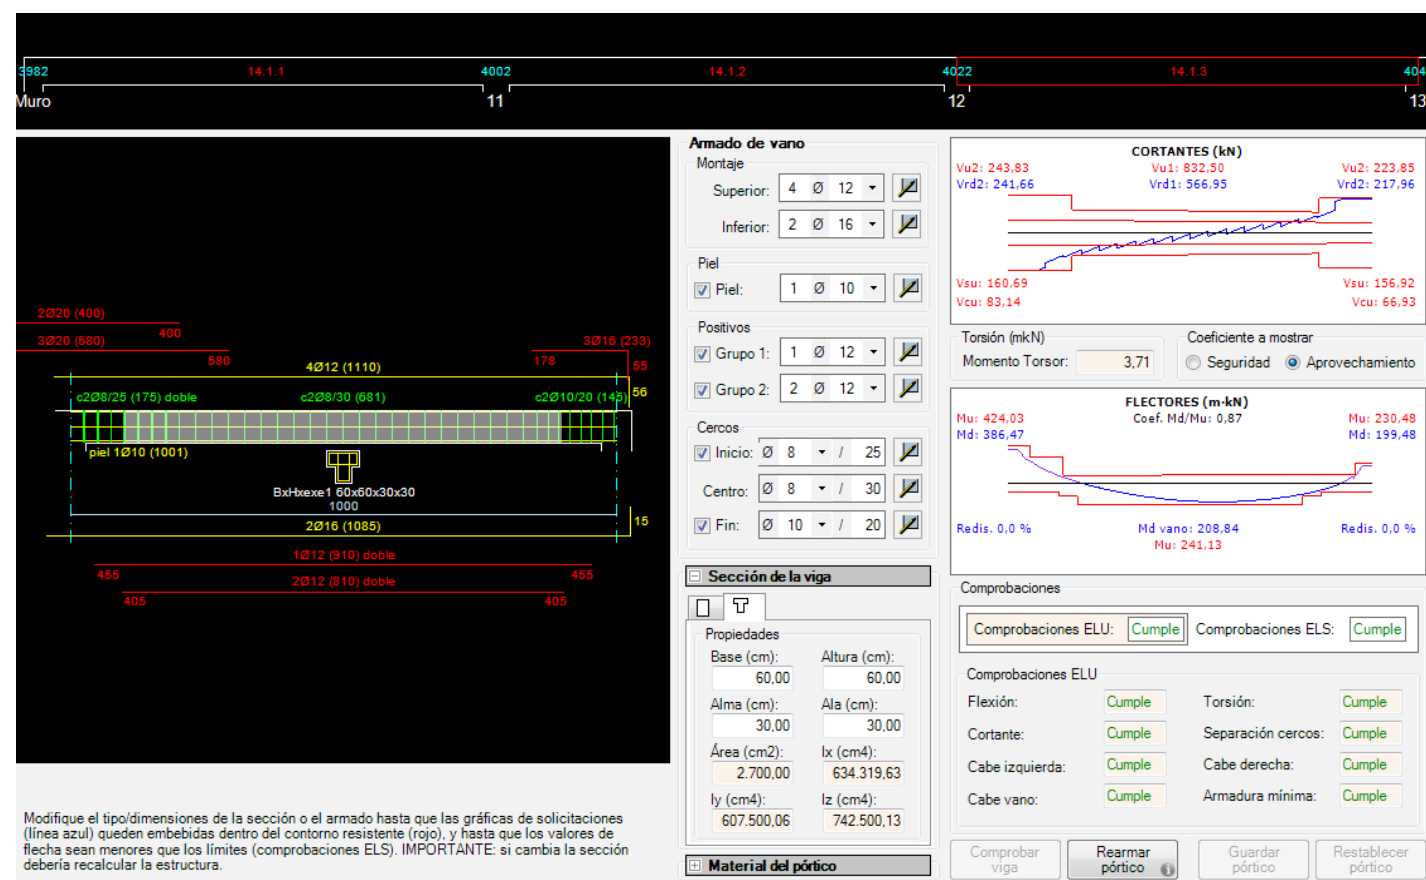 3982 14.1.1 4002 14.1.2 4022 14.1.3 404
Muro 11 12 13
2Ø20 (400)
400
3Ø20 (580) 3Ø16 (233)
580 178 55
4Ø12 (1110)
56
c2Ø8/25 (175) doble c2Ø8/30 (681) c2Ø10/20 (145)
piel 1Ø10 (1001)
BxHxexe1 60x60x30x30
1000
2Ø16 (1085) 15
1Ø12 (910) doble
455 455
2Ø12 (810) doble
405 405
Modifique el tipo/dimensiones de la sección o el armado hasta que las gráficas de solicitaciones
(línea azul) queden embebidas dentro del contorno resistente (rojo), y hasta que los valores de
flecha sean menores que los límites (comprobaciones ELS). IMPORTANTE: si cambia la sección
debería recalcular la estructura.
Armado de vano
Montaje
Superior: 4 Ø 12
Inferior: 2 Ø 16
Piel
Piel: 1 Ø 10
Positivos
Grupo 1: 1 Ø 12
Grupo 2: 2 Ø 12
Cercos
Inicio: Ø 8 / 25
Centro: Ø 8 / 30
Fin: Ø 10 / 20
Sección de la viga
Propiedades
Base (cm): Altura (cm):
60,00 60,00
Alma (cm): Ala (cm):
30,00 30,00
Área (cm2): Ix (cm4):
2.700,00 634.319,63
Iy (cm4): Iz (cm4):
607.500,06 742.500,13
Material del pórtico
CORTANTES (kN)
Vu2: 243,83 Vu1: 832,50 Vu2: 223,85
Vrd2: 241,66 Vrd1: 566,95 Vrd2: 217,96
Vsu: 160,69 Vsu: 156,92
Vcu: 83,14 Vcu: 66,93
Torsión (mkN)
Momento Torsor: 3,71
Coeficiente a mostrar
Seguridad Aprovechamiento
FLECTORES (m·kN)
Mu: 424,03 Coef. Md/Mu: 0,87 Mu: 230,48
Md: 386,47 Md: 199,48
Redis. 0,0 % Md vano: 208,84 Redis. 0,0 %
Mu: 241,13
Comprobaciones
Comprobaciones ELU: Cumple Comprobaciones ELS: Cumple
Comprobaciones ELU
Flexión: Cumple Torsión: Cumple
Cortante: Cumple Separación cercos: Cumple
Cabe izquierda: Cumple Cabe derecha: Cumple
Cabe vano: Cumple Armadura mínima: Cumple
Comprobar
viga
Rearmar
pórtico
Guardar
pórtico
Restablecer
pórtico